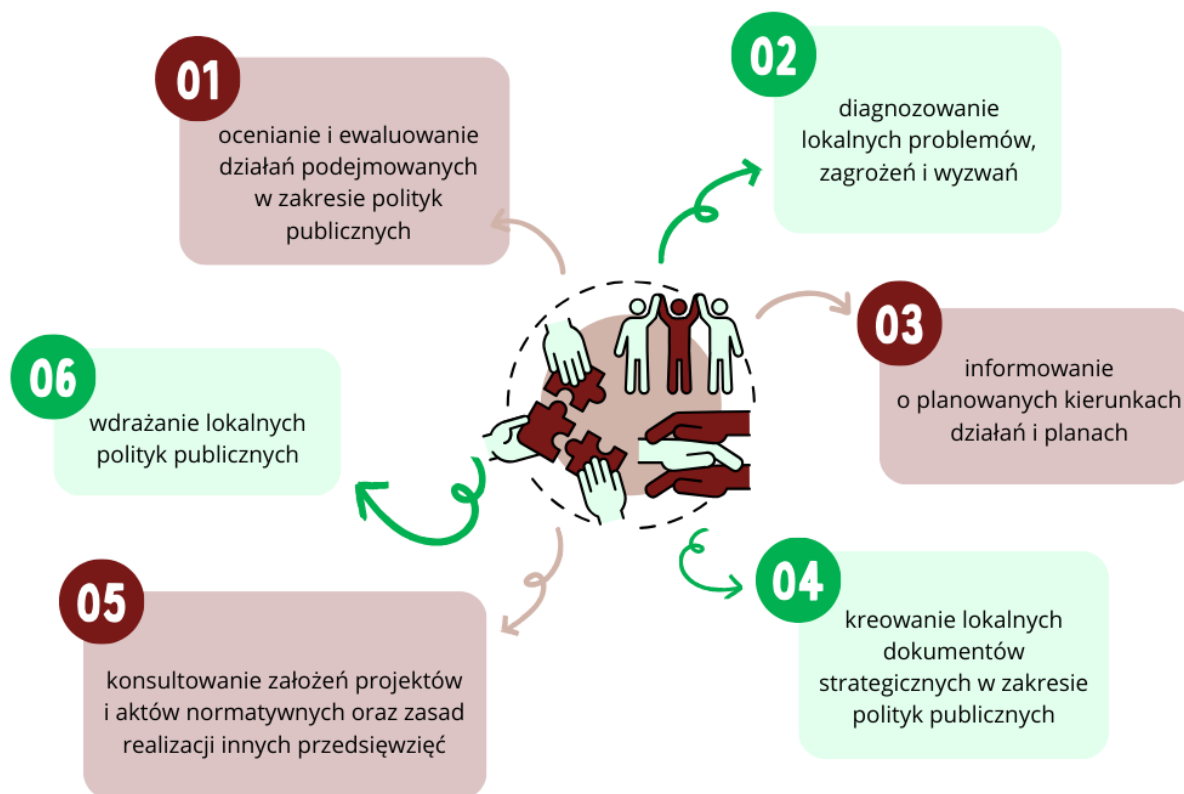 01
ocenianie i ewaluowanie
działań podejmowanych
w zakresie polityk
publicznych
02
diagnozowanie
lokalnych problemów,
zagrożeń i wyzwań
03
informowanie
o planowanych kierunkach
działań i planach
04
kreowanie lokalnych
dokumentów
strategicznych w zakresie
polityk publicznych
05
konsultowanie założeń projektów
i aktów normatywnych oraz zasad
realizacji innych przedsięwzięć
06
wdrażanie lokalnych
polityk publicznych